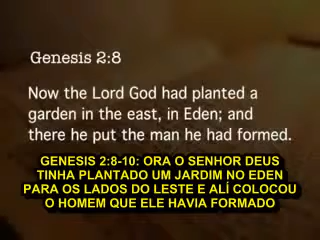 Genesis 2:8
Now the Lord God had planted a
garden in the east, in Eden; and
there he put the man he had formed.
GENESIS 2:8-10: ORA O SENHOR DEUS
TINHA PLANTADO UM JARDIM NO EDEN
PARA OS LADOS DO LESTE E ALÍ COLOCOU
O HOMEM QUE ELE HAVIA FORMADO